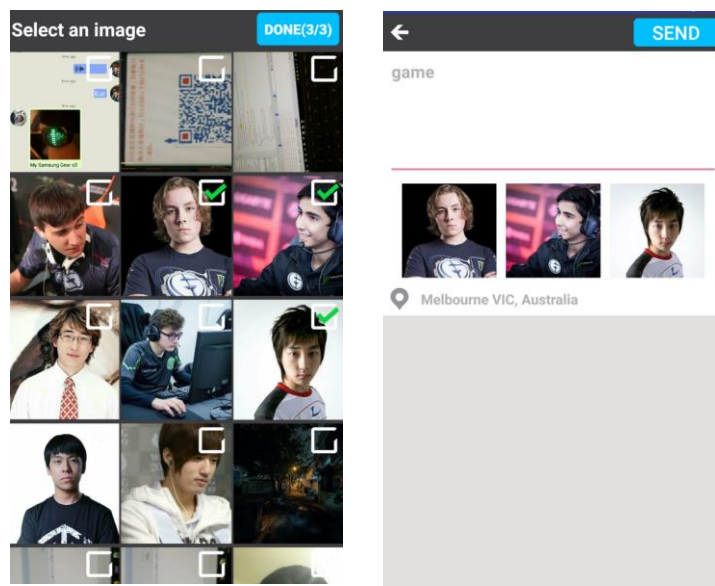 Select an image
DONE(3/3)
My Samsung Gear s3
SEND
game
Melbourne VIC, Australia